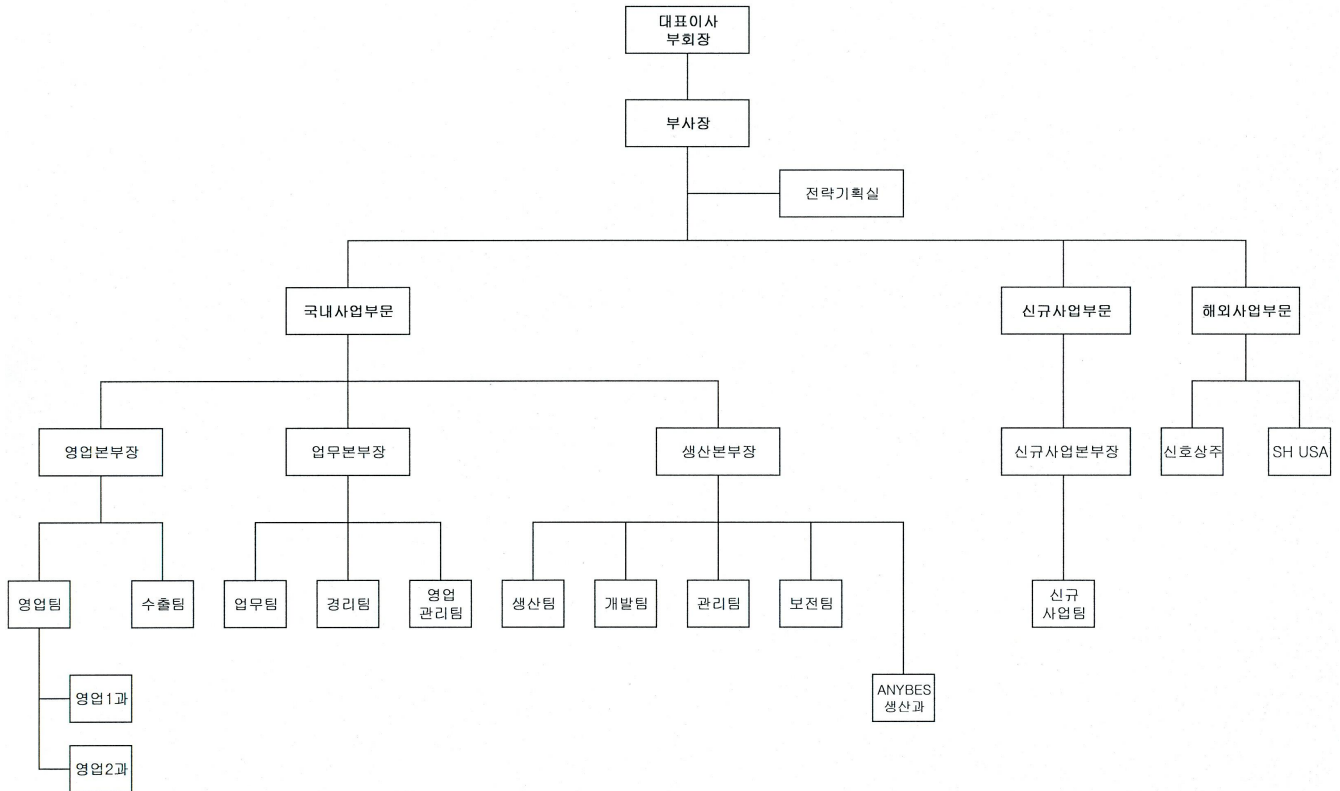 대표이사
부회장
부사장
전략기획실
국내사업부문
신규사업부문
해외사업부문
영업본부장
업무본부장
생산본부장
신규사업본부장
신호상주
SH USA
영업팀
수출팀
업무팀
경리팀
영업
관리팀
생산팀
개발팀
관리팀
보전팀
신규
사업팀
영업1과
ANYBES
생산과
영업2과